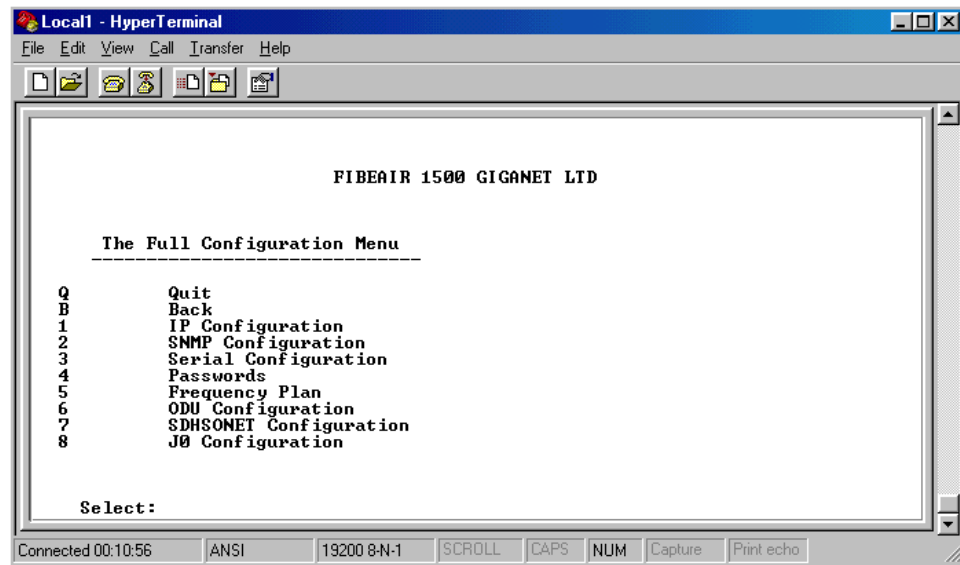 Local1 - HyperTerminal
File Edit View Call Transfer Help
FIBEAIR 1500 GIGANET LTD
The Full Configuration Menu
------------------------------
Q Quit
B Back
1 IP Configuration
2 SNMP Configuration
3 Serial Configuration
4 Passwords
5 Frequency Plan
6 ODU Configuration
7 SDHSONET Configuration
8 J0 Configuration
Select:
Connected 00:10:56 ANSI 19200 8-N-1 SCROLL CAPS NUM Capture Print echo